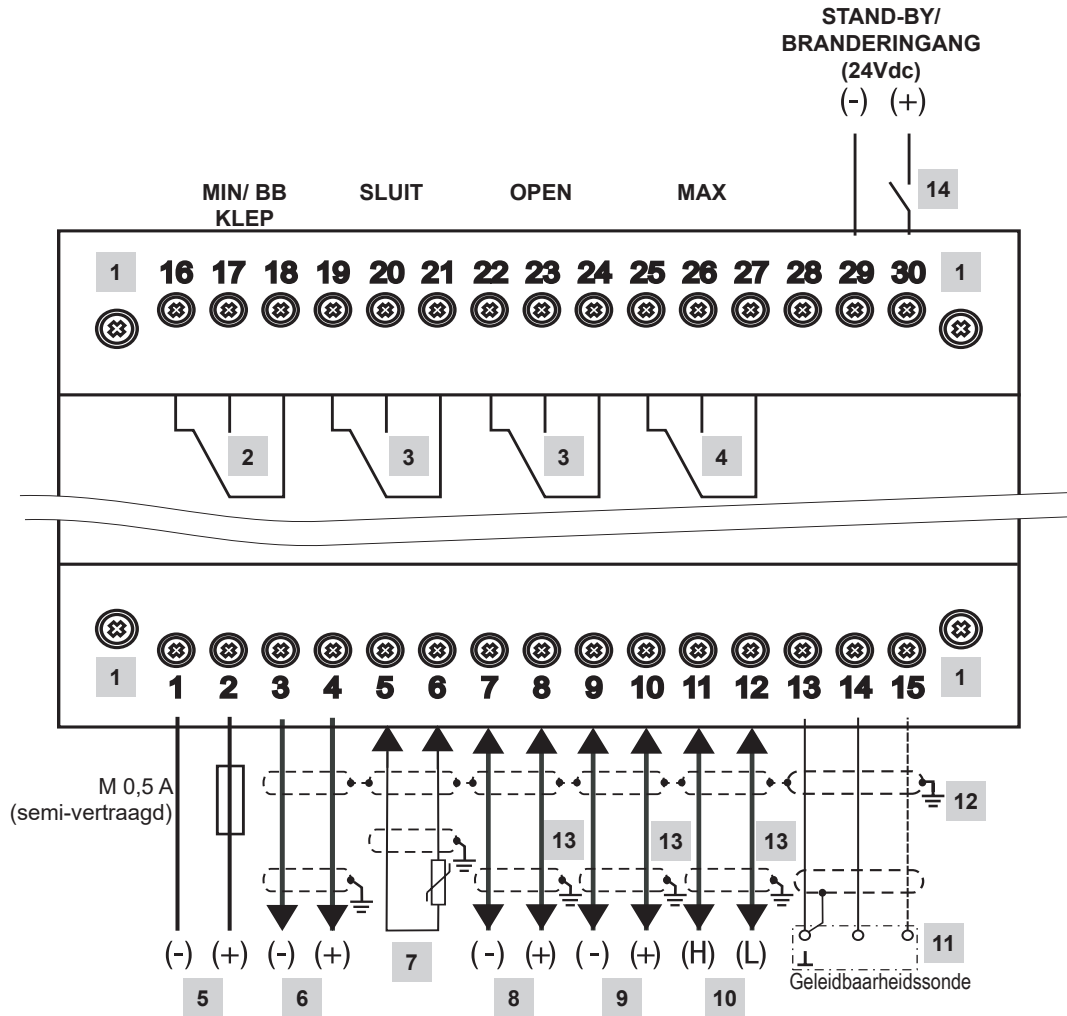 STAND-BY/
BRANDERINGANG
(24Vdc)
(-) (+)
14
MIN/ BB
KLEP
SLUIT
OPEN
MAX
1 16 17 18 19 20 21 22 23 24 25 26 27 28 29 30 1
2 3 3 4
1 1 2 3 4 5 6 7 8 9 10 11 12 13 14 15 1
M 0,5 A
(semi-vertraagd)
12
13 13 13
(-) (+) (-) (+) 7 (-) (+) (-) (+) (H) (L)
11
Geleidbaarheidssonde
5 6 8 9 10